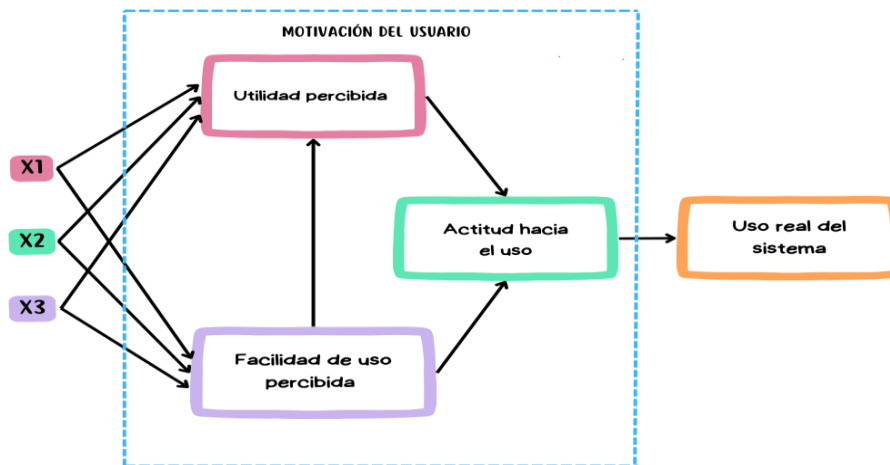 MOTIVACIÓN DEL USUARIO
Utilidad percibida
X1
X2
X3
Actitud hacia
el uso
Uso real del
sistema
Facilidad de uso
percibida